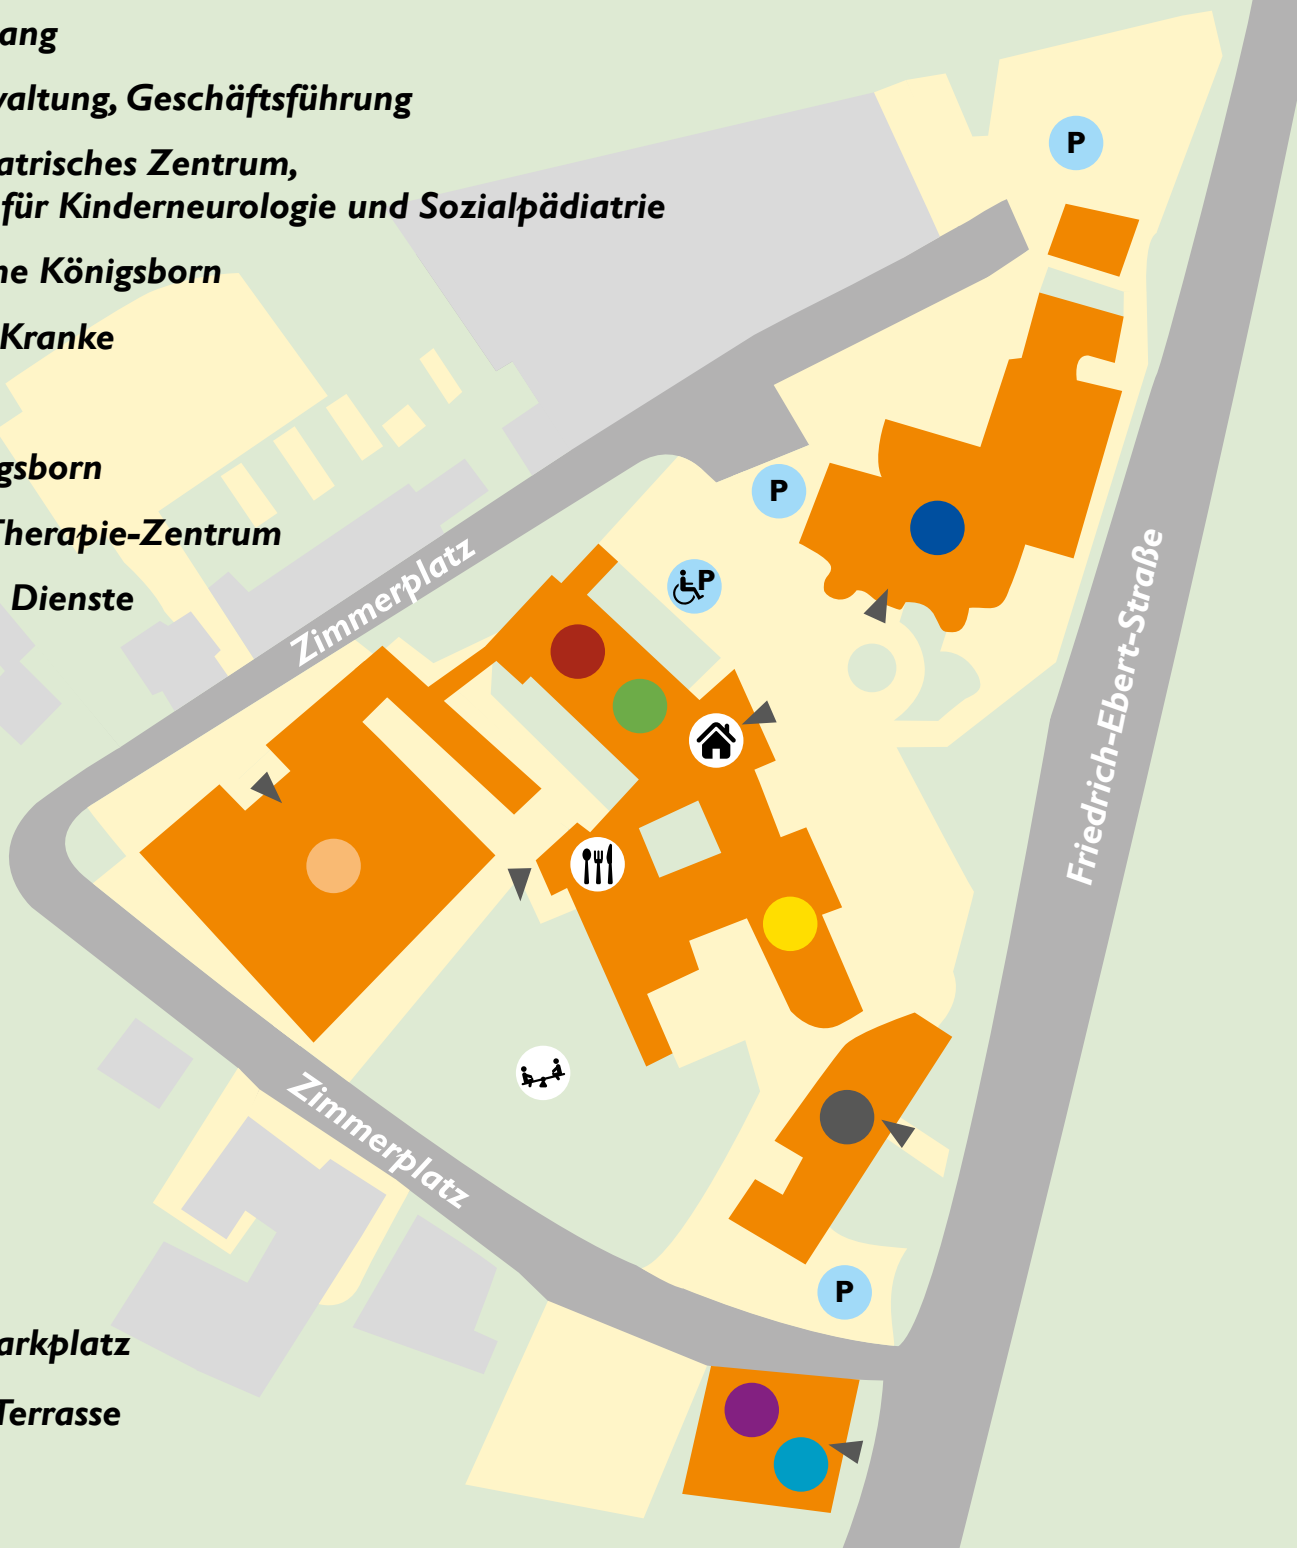 ang
valtung, Geschäftsführung
atrisches Zentrum,
für Kinderneurologie und Sozialpädiatrie
ne Königsborn
Kranke
gsborn
Therapie-Zentrum
Dienste
P
P
P
Zimmerplatz
Friedrich-Ebert-Straße
Zimmerplatz
P
arkplatz
Terrasse